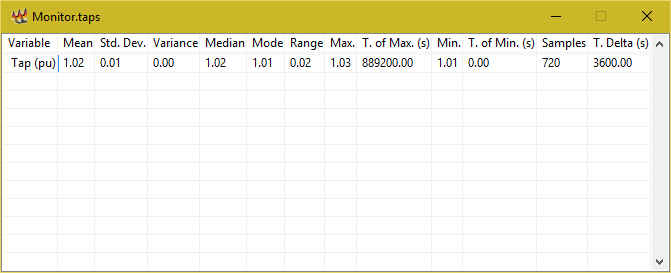 Monitor.taps
Variable Mean Std. Dev. Variance Median Mode Range Max. T. of Max. (s) Min. T. of Min. (s) Samples T. Delta (s)
Tap (pu) 1.02 0.01 0.00 1.02 1.01 0.02 1.03 889200.00 1.01 0.00 720 3600.00